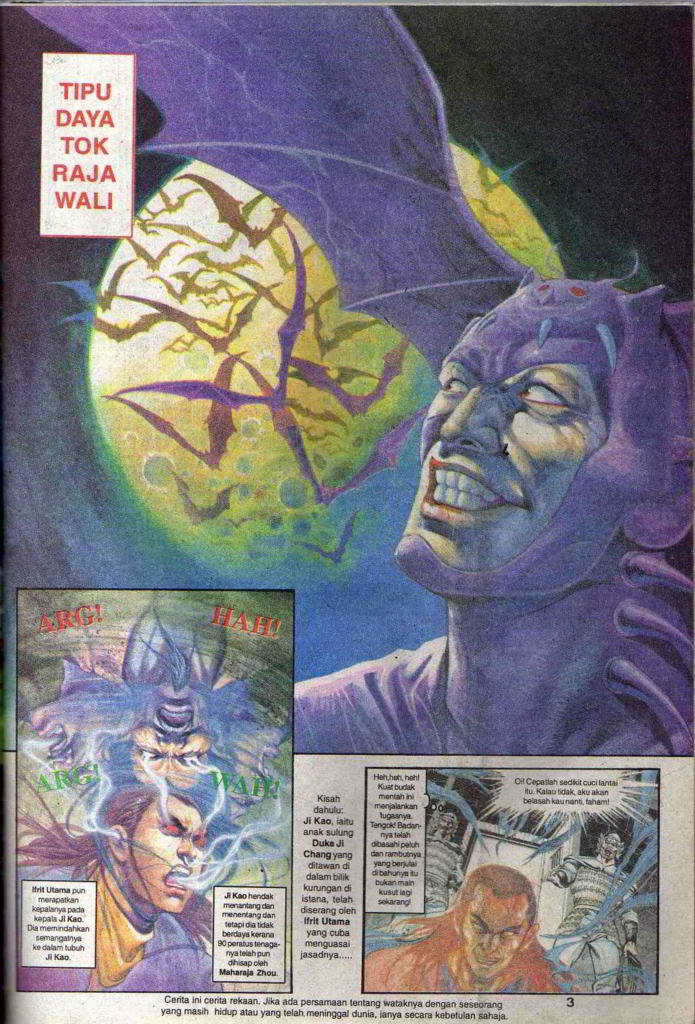 TIPU
DAYA
TOK
RAJA
WALI
ARG!
HAH!
ARG!
WAH!
Ifrit Utama pun
merapatkan
kepalanya pada
kepala Ji Kao.
Dia memindahkan
semangatnya
ke dalam tubuh
Ji Kao.
Ji Kao hendak
menantang dan
menentang dan
tetapi dia tidak
berdaya kerana
90 peratus tenaga-
nya telah pun
dihisap oleh
Maharaja Zhou.
Kisah
dahulu:
Ji Kao, iaitu
anak sulung
Duke Ji
Chang yang
ditawan di
dalam bilik
kurungan di
istana, telah
diserang oleh
Ifrit Utama
yang cuba
menguasai
jasadnya.....
Heh, heh, heh!
Kuat budak
mentah ini
menjalankan
tugasnya.
Tengok! Badan-
nya telah
dibasahi peluh
dan rambutnya
yang berjulai
di bahunya itu
bukan main
kusut lagi
sekarang!
Oi! Cepatlah sedikit cuci lantai
itu. Kalau tidak, aku akan
belasah kau nanti, faham!
Cerita ini cerita rekaan. Jika ada persamaan tentang wataknya dengan seseorang
yang masih hidup atau yang telah meninggal dunia, ianya secara kebetulan sahaja.
3